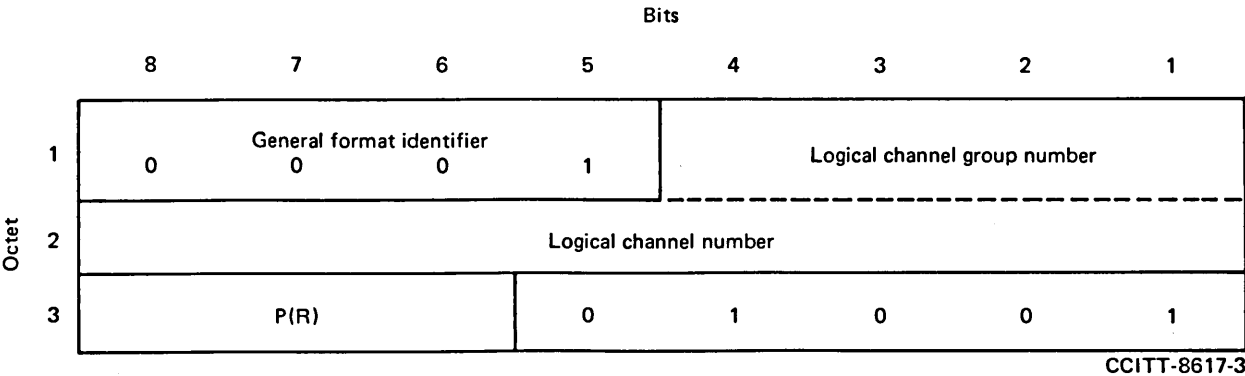 Bits
8 7 6 5 4 3 2 1
Octet
1
General format identifier
0 0 0 1
Logical channel group number
2
Logical channel number
3
P(R)
0 1 0 0 1
CCITT-8617-3